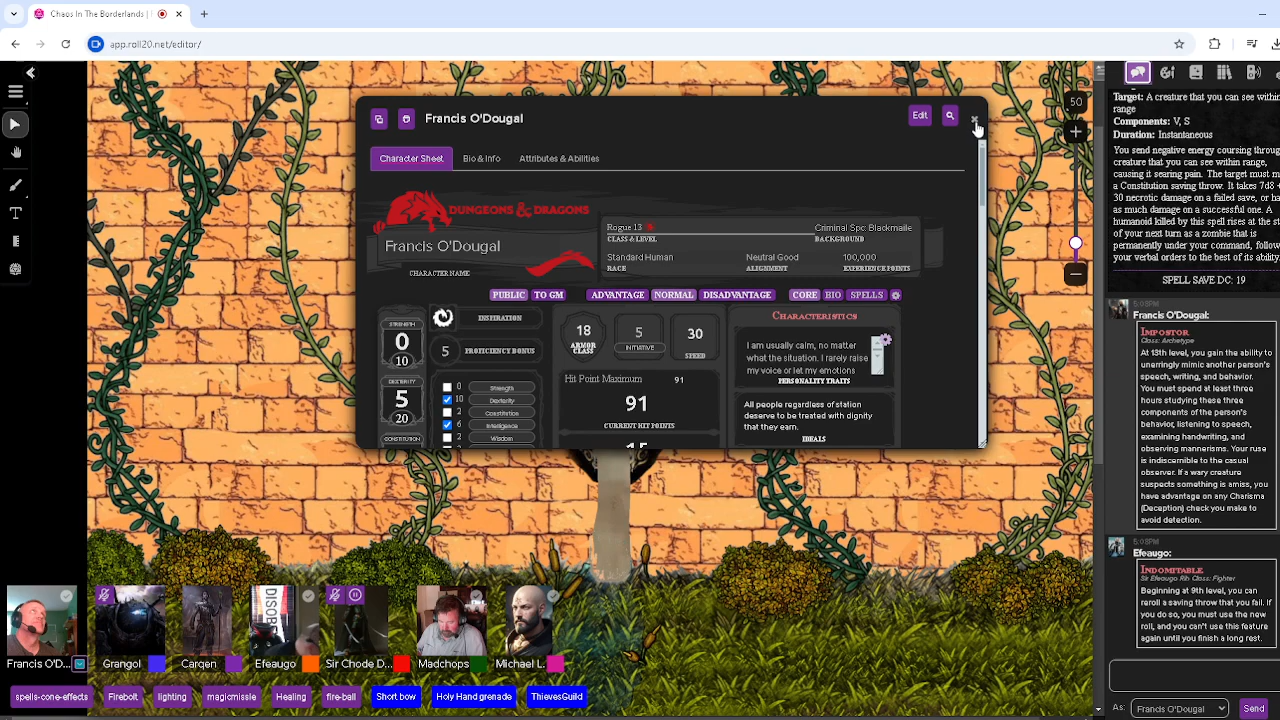 Chaos
app.roll20.net/editor/
Francis O'Dougal
Edit
Character Sheet
Bio & Info
Attributes & Abilities
DUNGEONS & DRAGONS
Francis O'Dougal
CHARACTER NAME
Rogue 13
CLASS & LEVEL
Criminal Spc: Blackmaile
BACKGROUND
Standard Human
RACE
Neutral Good
ALIGNMENT
100,000
EXPERIENCE POINTS
PUBLIC TO GM ADVANTAGE NORMAL DISADVANTAGE CORE BIO SPELLS
STRENGTH
0
10
DEXTERITY
5
20
CONSTITUTION
INSPIRATION
5 PROFICIENCY BONUS
0 Strength
10 Dexterity
2 Constitution
6 Intelligence
2 Wisdom
18
ARMOR
CLASS
5
INITIATIVE
30
SPEED
Hit Point Maximum 91
91
CURRENT HIT POINTS
CHARACTERISTICS
I am usually calm, no matter
what the situation. I rarely raise
my voice or let my emotions
PERSONALITY TRAITS
All people regardless of station
deserve to be treated with dignity
that they earn.
IDEALS
50
Target: A creature that you can see within
range
Components: V, S
Duration: Instantaneous
You send negative energy coursing throug
creature that you can see within range,
causing it searing pain. The target must m
a Constitution saving throw. It takes 7d8 +
30 necrotic damage on a failed save, or ha
as much damage on a successful one. A
humanoid killed by this spell rises at the st
of your next turn as a zombie that is
permanently under your command, follow
your verbal orders to the best of its ability.
SPELL SAVE DC: 19
5:08PM
Francis O'Dougal:
IMPOSTOR
Class: Archetype
At 13th level, you gain the ability to
unerringly mimic another person's
speech, writing, and behavior.
You must spend at least three
hours studying these three
components of the person's
behavior, listening to speech,
examining handwriting, and
observing mannerisms. Your ruse
is indiscernible to the casual
observer. If a wary creature
suspects something is amiss, you
have advantage on any Charisma
(Deception) check you make to
avoid detection.
5:08PM
Efeaugo:
INDOMITABLE
Sir Efeaugo Rih Class: Fighter
Beginning at 9th level, you can
reroll a saving throw that you fail. If
you do so, you must use the new
roll, and you can't use this feature
again until you finish a long rest.
As: Francis O'Dougal Send
DISOB
Francis O'D... Grangol Carqen Efeaugo Sir Chode D... Madchops Michael L.
spells-cone-effects Firebolt lighting magicmissle Healing fire-ball Short bow Holy Hand grenade ThievesGuild